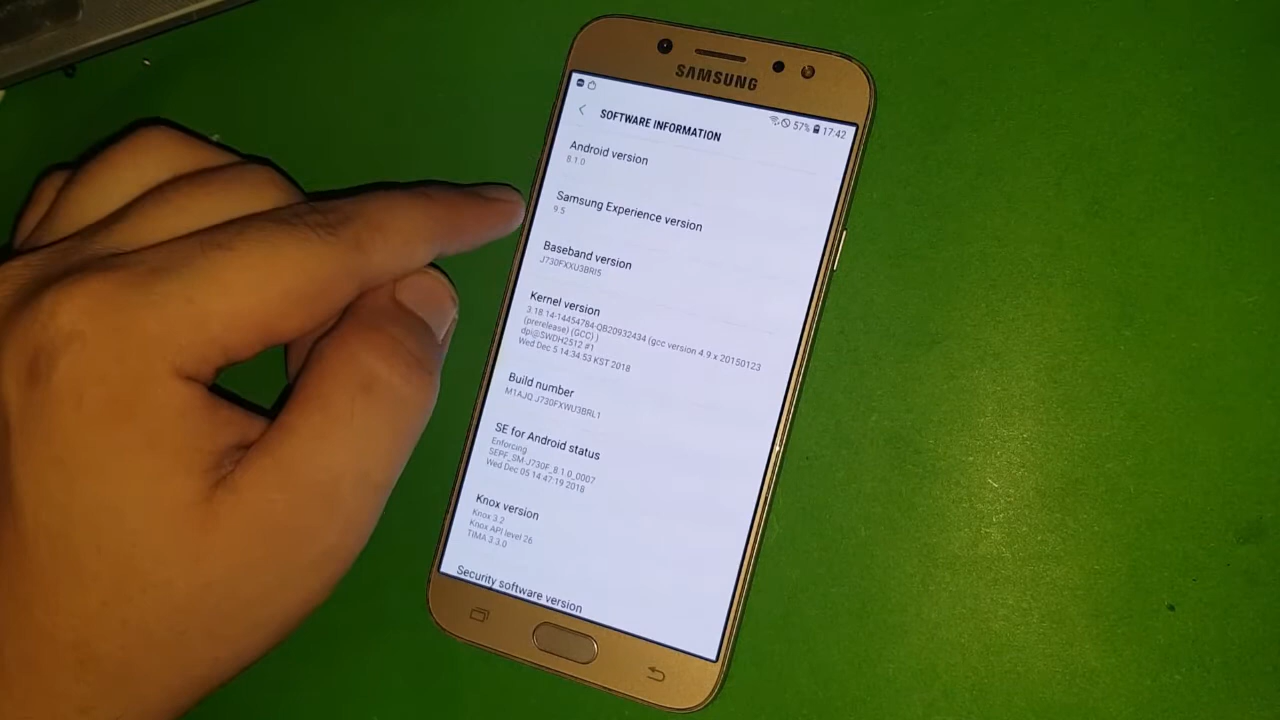 SAMSUNG
57% 17:42
SOFTWARE INFORMATION
Android version
8.1.0
Samsung Experience version
9.5
Baseband version
J730FXXU3BRI5
Kernel version
3.18.14-14454784-QB20932434 (gcc version 4.9.x 20150123
(prerelease) (GCC) )
dpi@SWDH2512 #1
Wed Dec 5 14:34:53 KST 2018
Build number
M1AJQ.J730FXWU3BRL1
SE for Android status
Enforcing
SEPF_SM-J730F_8.1.0_0007
Wed Dec 05 14:47:19 2018
Knox version
Knox 3.2
Knox API level 26
TIMA 3.3.0
Security software version